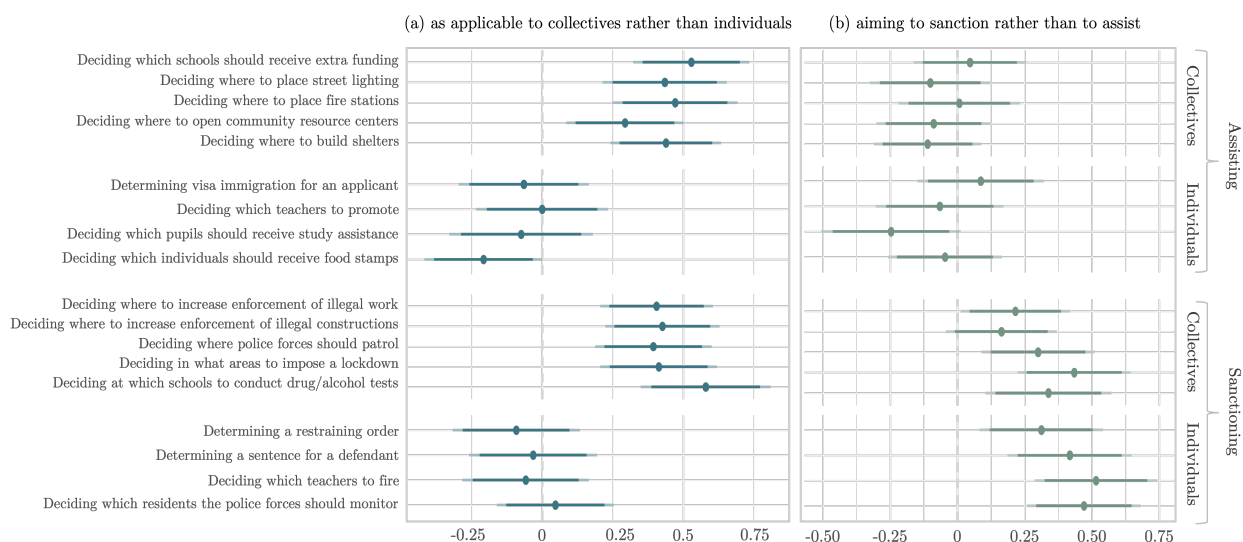 (a) as applicable to collectives rather than individuals
(b) aiming to sanction rather than to assist
Deciding which schools should receive extra funding
Deciding where to place street lighting
Deciding where to place fire stations
Deciding where to open community resource centers
Deciding where to build shelters
Collectives
Determining visa immigration for an applicant
Deciding which teachers to promote
Deciding which pupils should receive study assistance
Deciding which individuals should receive food stamps
Individuals
Assisting
Deciding where to increase enforcement of illegal work
Deciding where to increase enforcement of illegal constructions
Deciding where police forces should patrol
Deciding in what areas to impose a lockdown
Deciding at which schools to conduct drug/alcohol tests
Collectives
Determining a restraining order
Determining a sentence for a defendant
Deciding which teachers to fire
Deciding which residents the police forces should monitor
Individuals
Sanctioning
-0.25 0 0.25 0.5 0.75
-0.50 -0.25 0 0.25 0.50 0.75